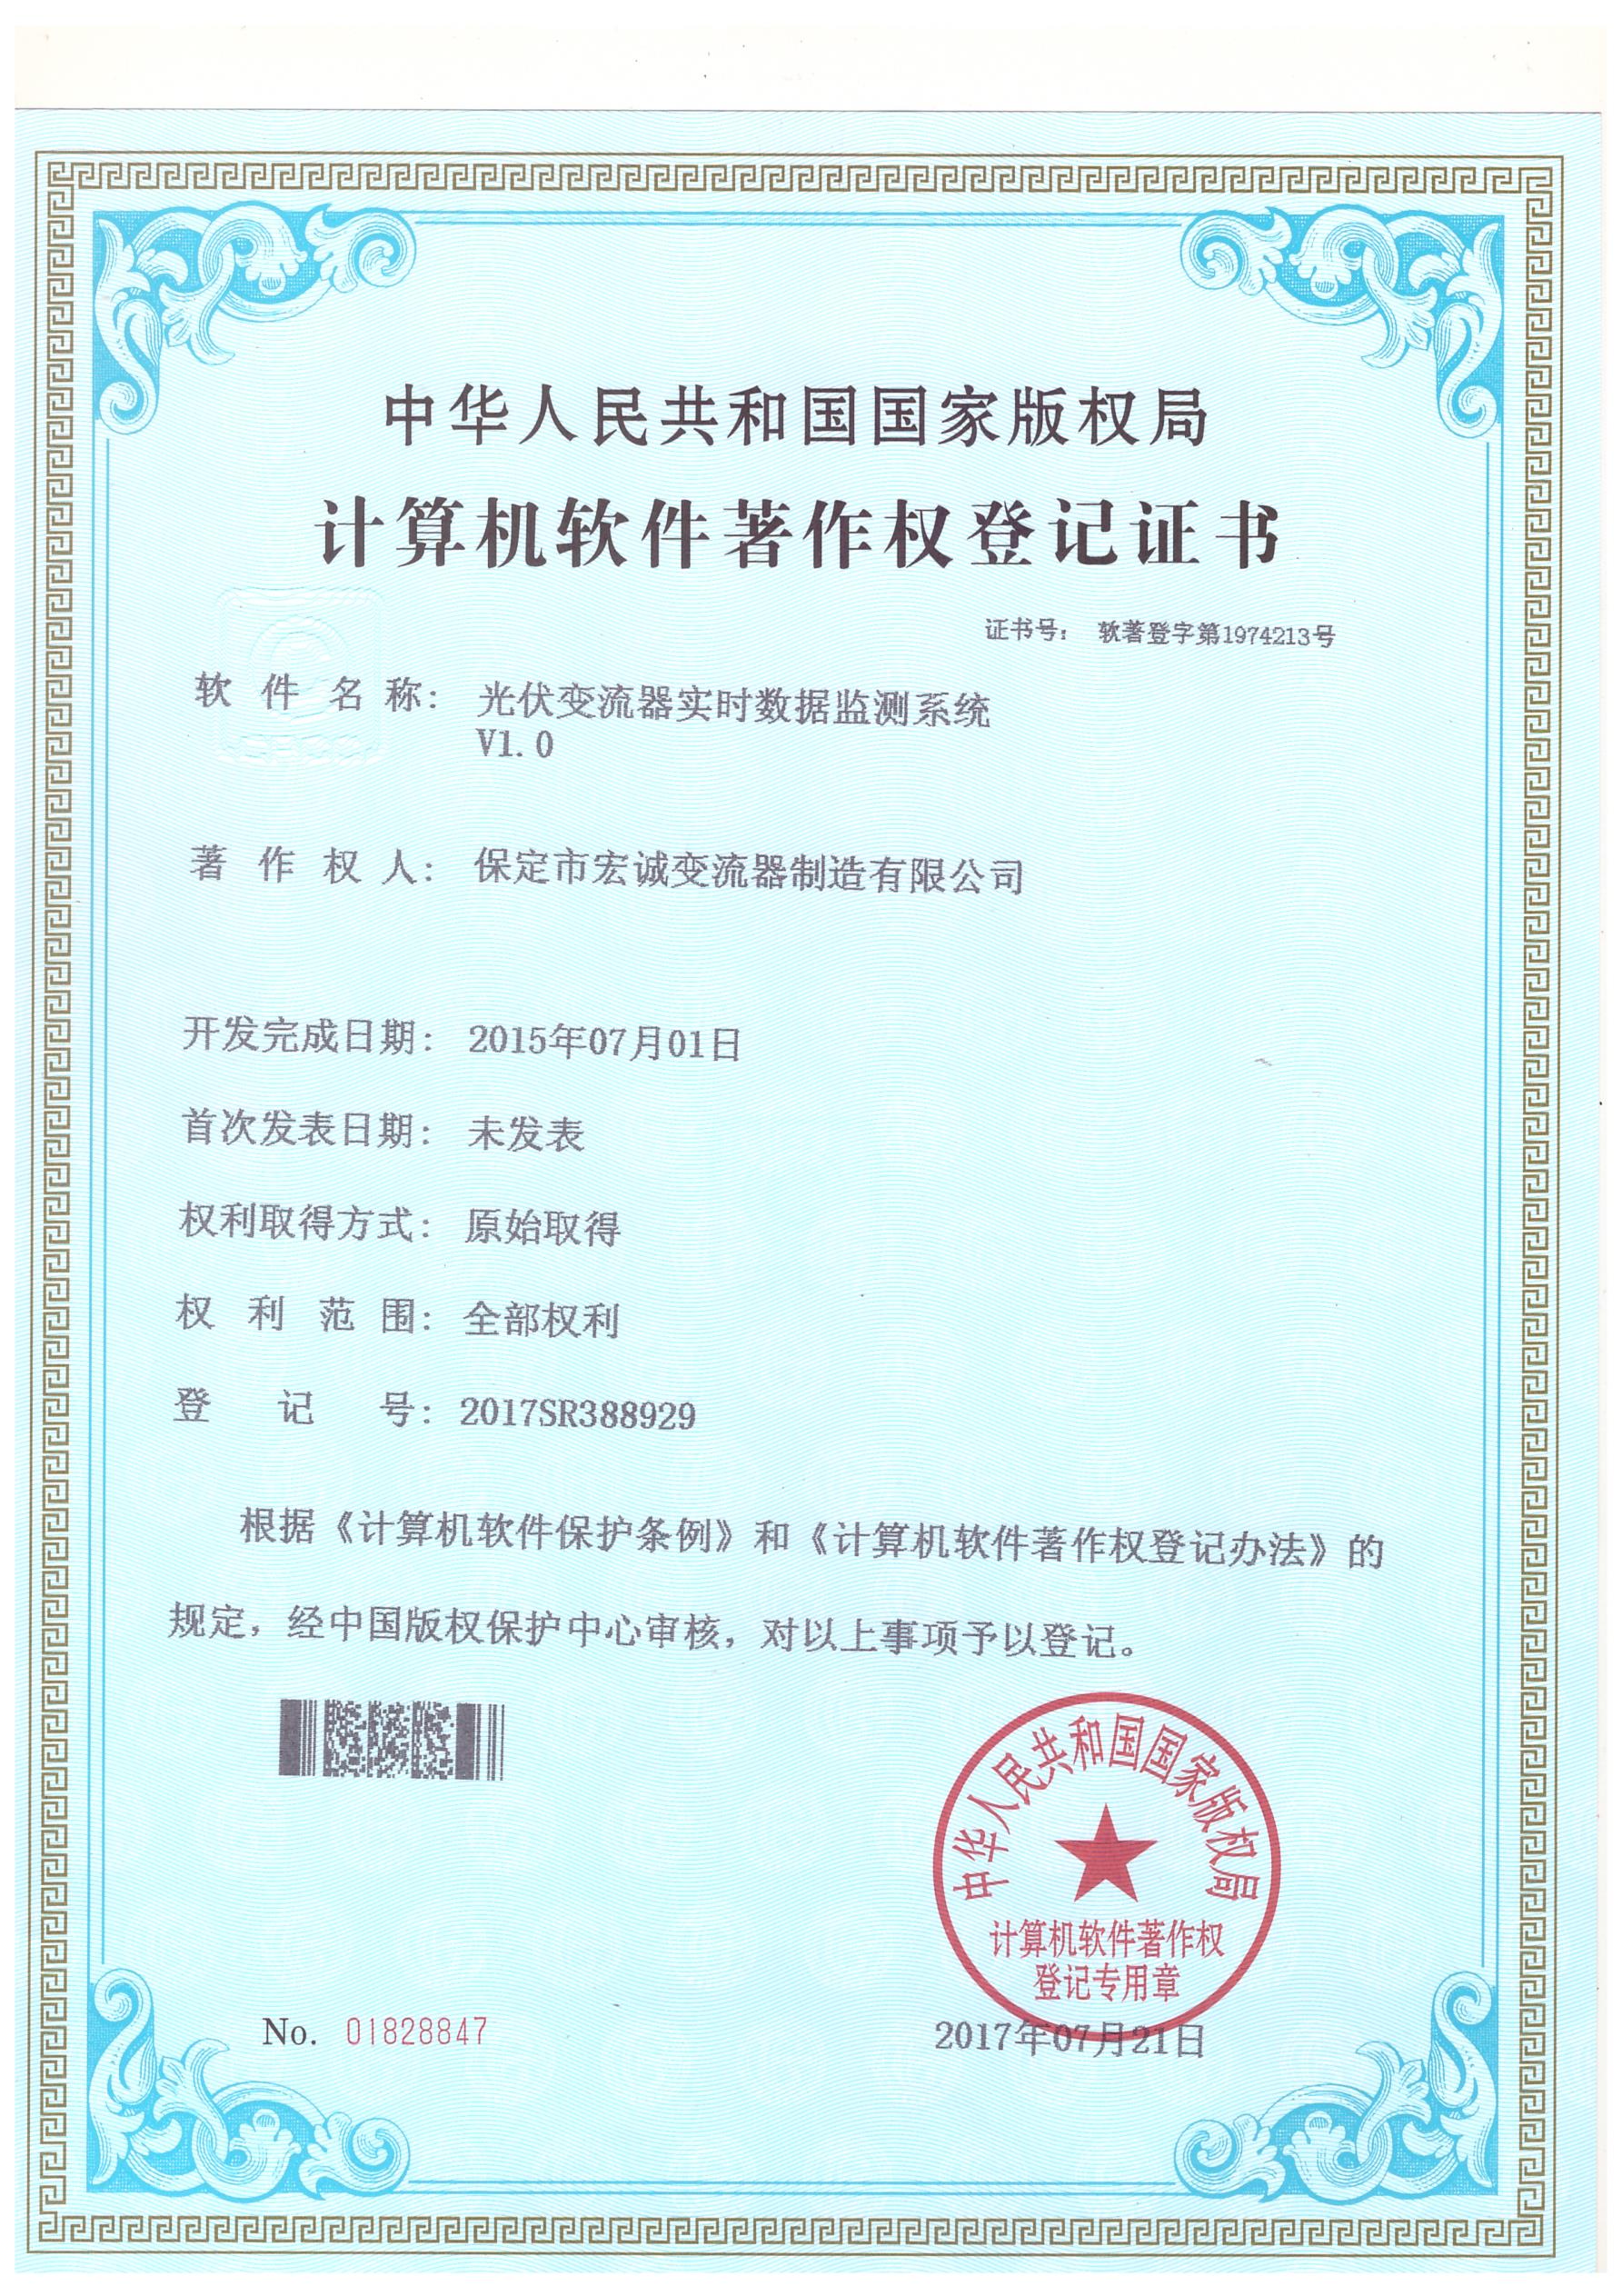 中华人民共和国国家版权局
计算机软件著作权登记证书
证书号： 软著登字第1974213号
软件名称： 光伏变流器实时数据监测系统
V1.0
著作权人： 保定市宏诚变流器制造有限公司
开发完成日期： 2015年07月01日
首次发表日期： 未发表
权利取得方式： 原始取得
权利范围： 全部权利
登记号： 2017SR388929
根据《计算机软件保护条例》和《计算机软件著作权登记办法》的
规定，经中国版权保护中心审核，对以上事项予以登记。
中华人民共和国国家版权局
计算机软件著作权
登记专用章
No. 01828847
2017年07月21日